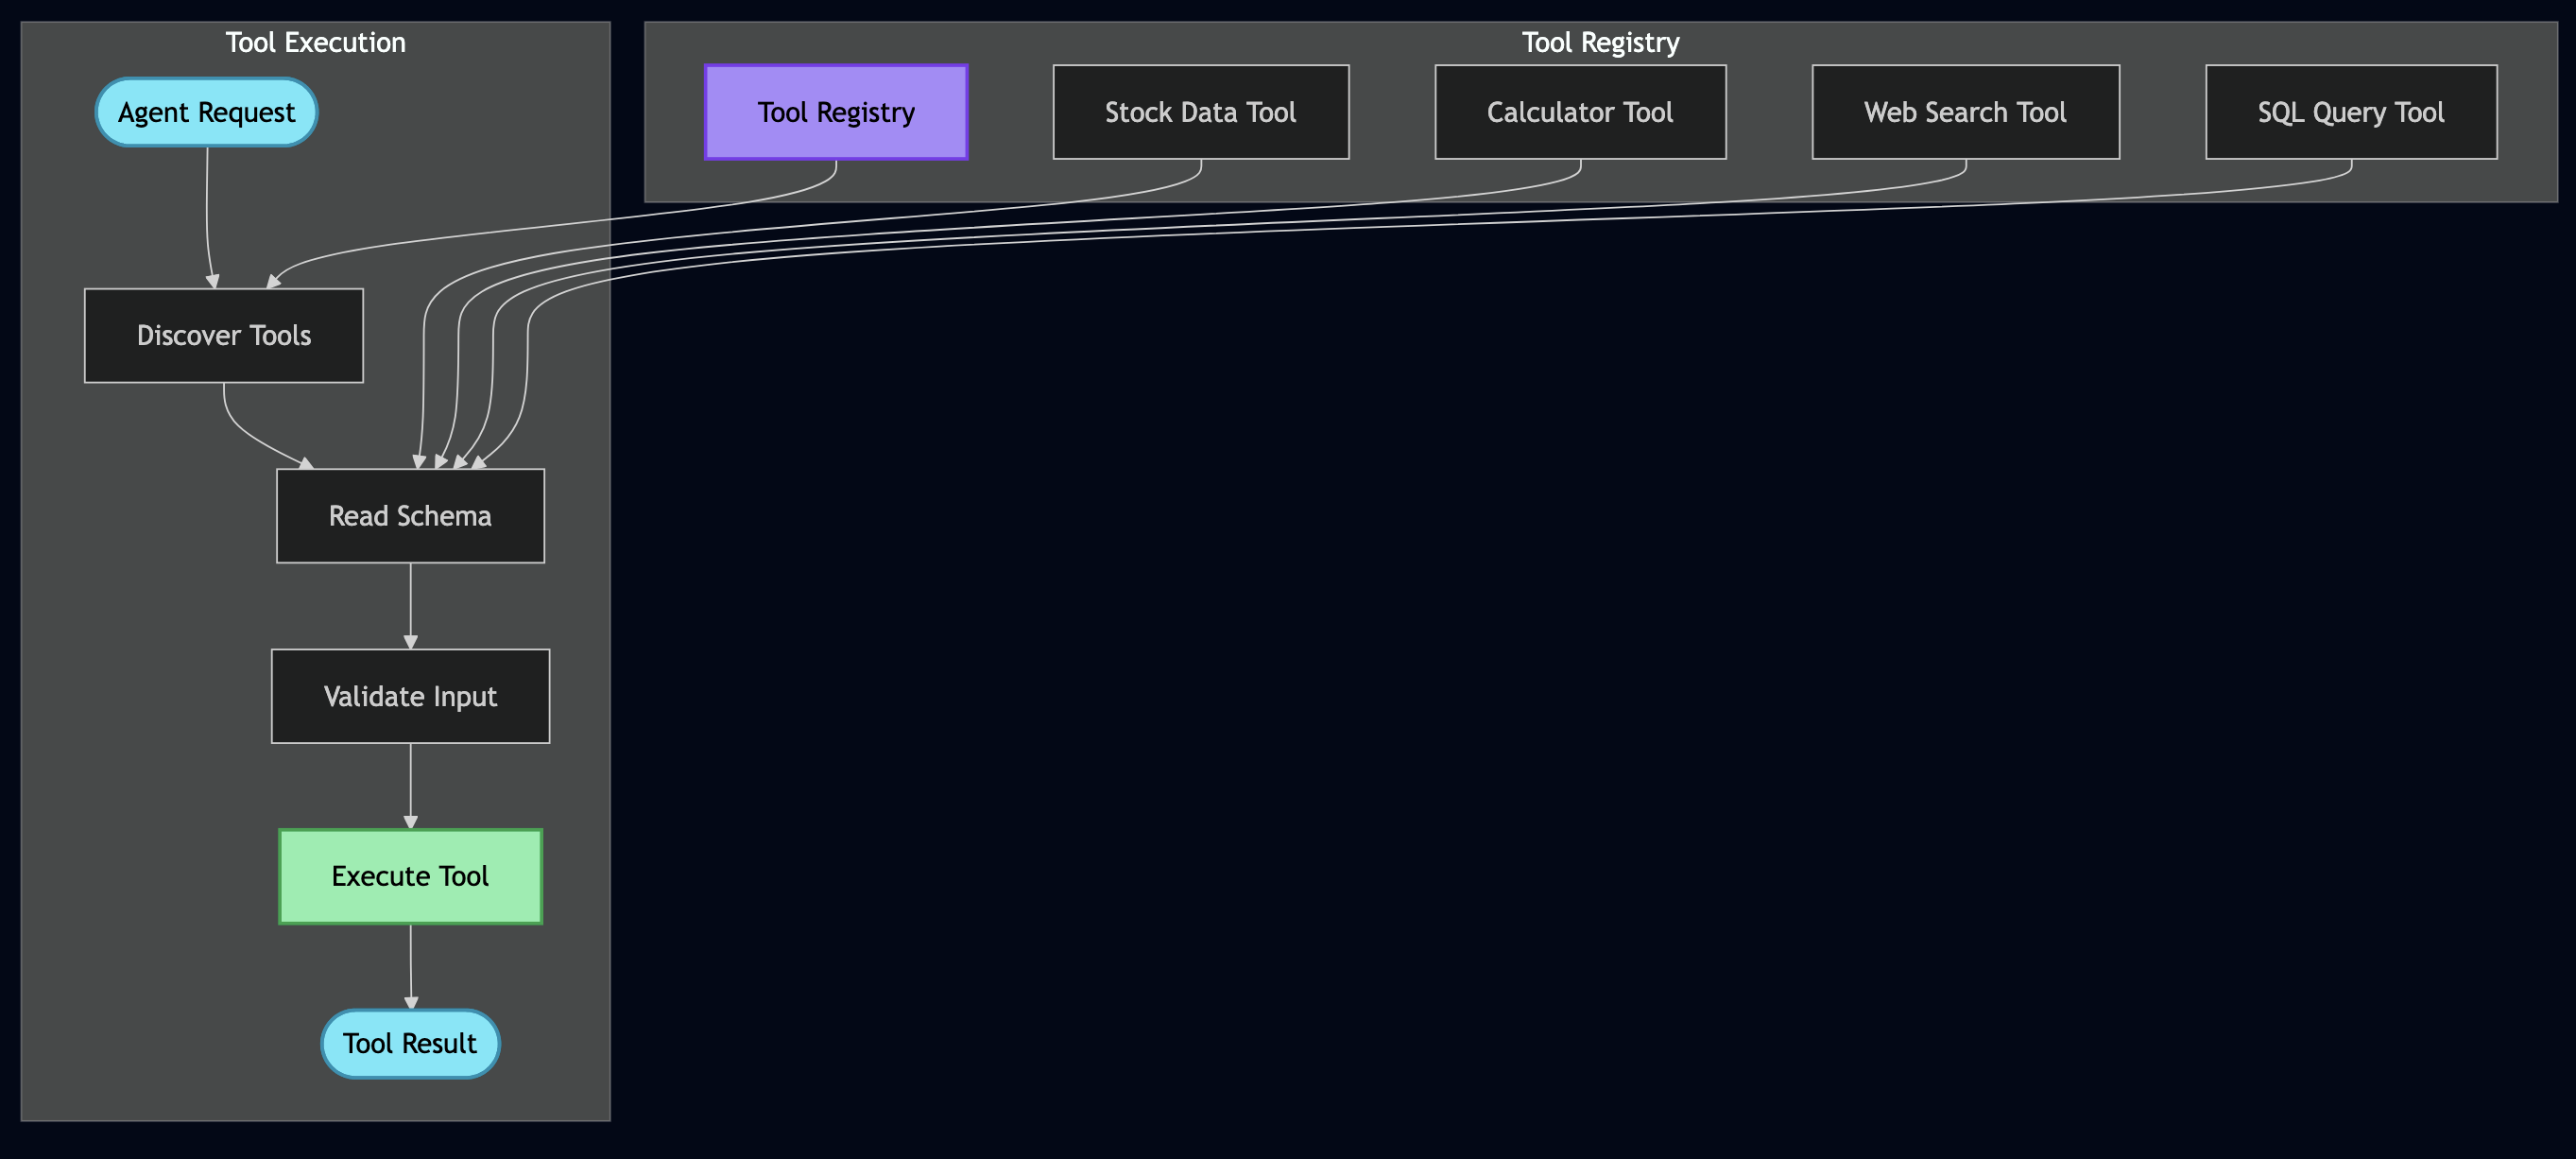 Tool Execution
Agent Request
Discover Tools
Read Schema
Validate Input
Execute Tool
Tool Result
Tool Registry
Tool Registry
Stock Data Tool
Calculator Tool
Web Search Tool
SQL Query Tool